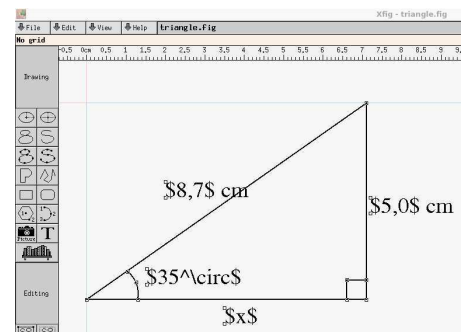 Xfig - triangle.fig
File Edit View Help triangle.fig
No grid
-0,5 0cm 0,5 1 1,5 2 2,5 3 3,5 4 4,5 5 5,5 6 6,5 7 7,5 8 8,5 9 9,
Drawing
$8,7$ cm
$5,0$ cm
Picture T
$35^\circ$
Editing
$x$